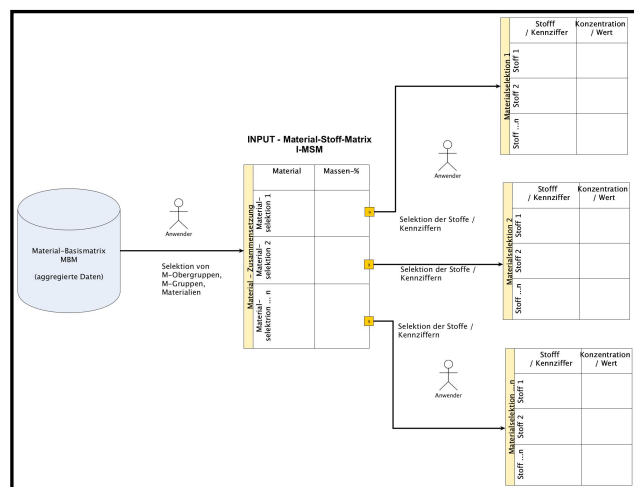 Material-Basismatrix
MBM
(aggregierte Daten)
Anwender
Selektion von
M-Obergruppen,
M-Gruppen,
Materialien
INPUT - Material-Stoff-Matrix
I-MSM
Material - Zusammensetzung
Material
Massen-%
Material-
selektion 1
Material-
selektion 2
Material-
selektrion ... n
Anwender
Selektion der Stoffe /
Kennziffern
Selektion der Stoffe /
Kennziffern
Selektion der Stoffe /
Kennziffern
Anwender
Materialselektion 1
Stofff
/ Kennziffer
Konzentration
/ Wert
Stoff 1
Stoff 2
Stoff ...n
Materialselektion 2
Stofff
/ Kennziffer
Konzentration
/ Wert
Stoff 1
Stoff 2
Stoff ...n
Materialselektion ...n
Stofff
/ Kennziffer
Konzentration
/ Wert
Stoff 1
Stoff 2
Stoff ...n